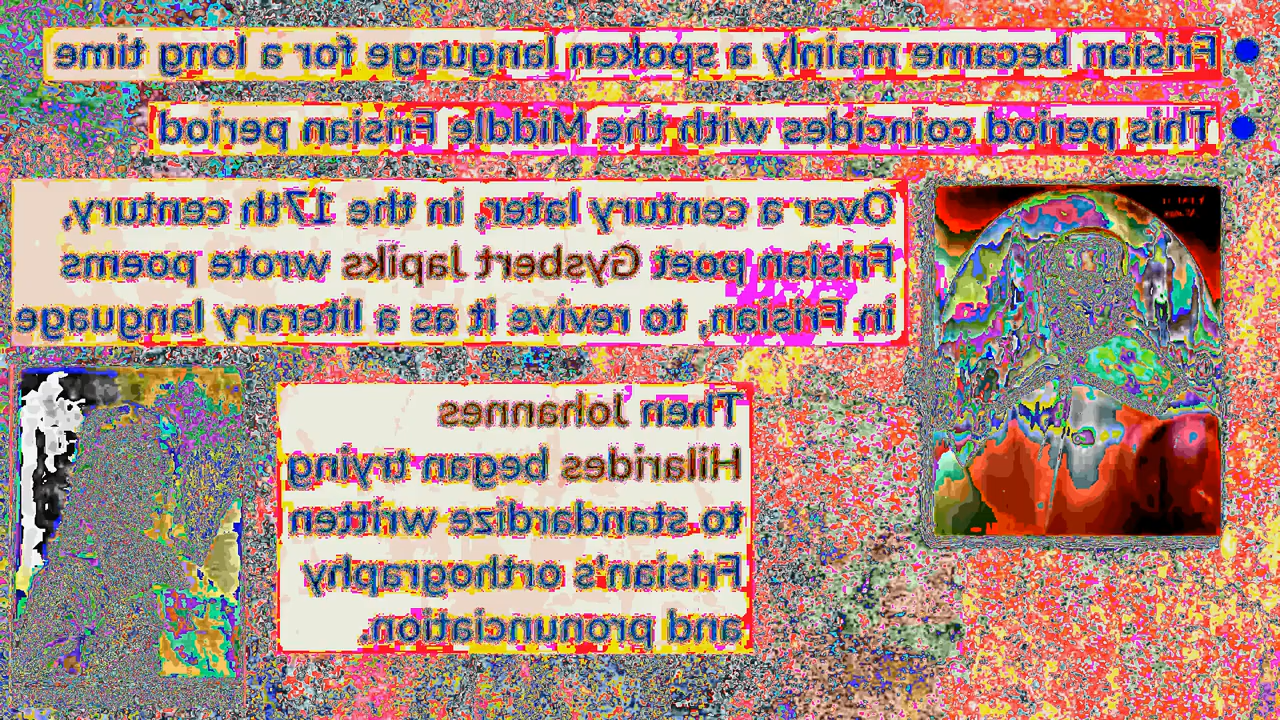 Frisian became mainly a spoken language for a long time
This period coincides with the Middle Frisian period
Over a century later, in the 17th century,
Frisian poet Gysbert Japiks wrote poems
in Frisian, to revive it as a literary language
Then Johannes
Hilarides began trying
to standardize written
Frisian's orthography
and pronunciation.